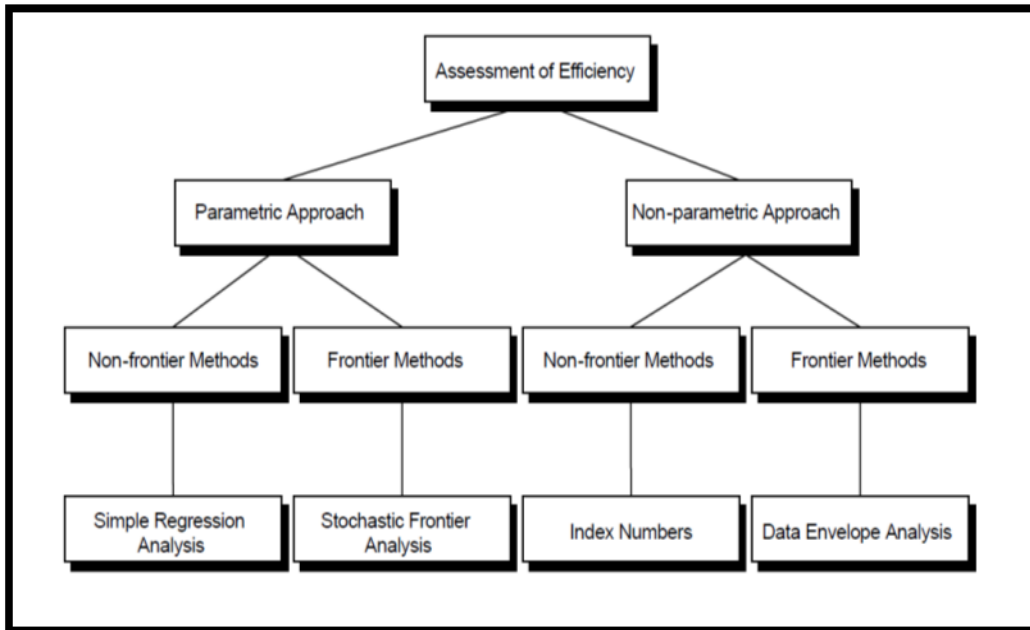 Assessment of Efficiency
Parametric Approach
Non-parametric Approach
Non-frontier Methods
Frontier Methods
Non-frontier Methods
Frontier Methods
Simple Regression
Analysis
Stochastic Frontier
Analysis
Index Numbers
Data Envelope Analysis